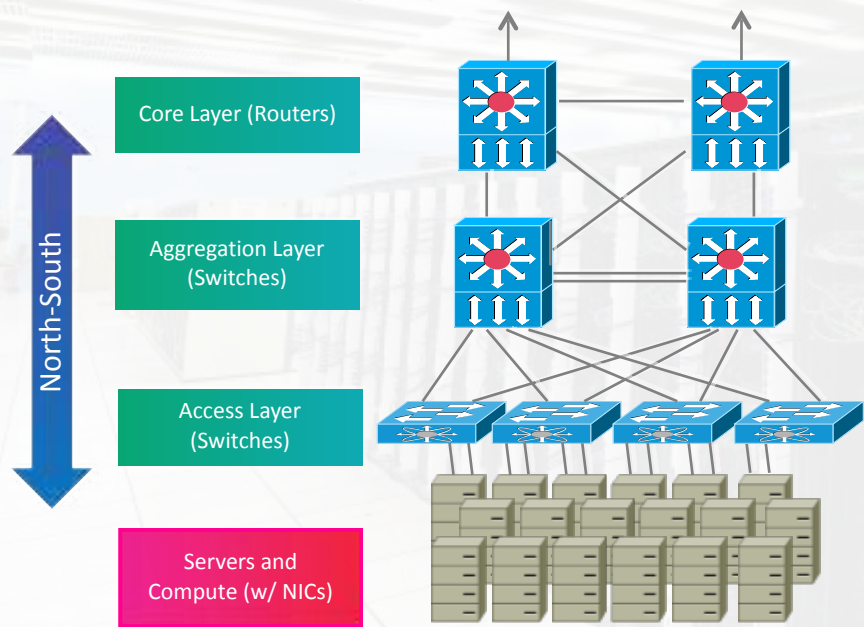 Core Layer (Routers)
North-South
Aggregation Layer
(Switches)
Access Layer
(Switches)
Servers and
Compute (w/ NICs)